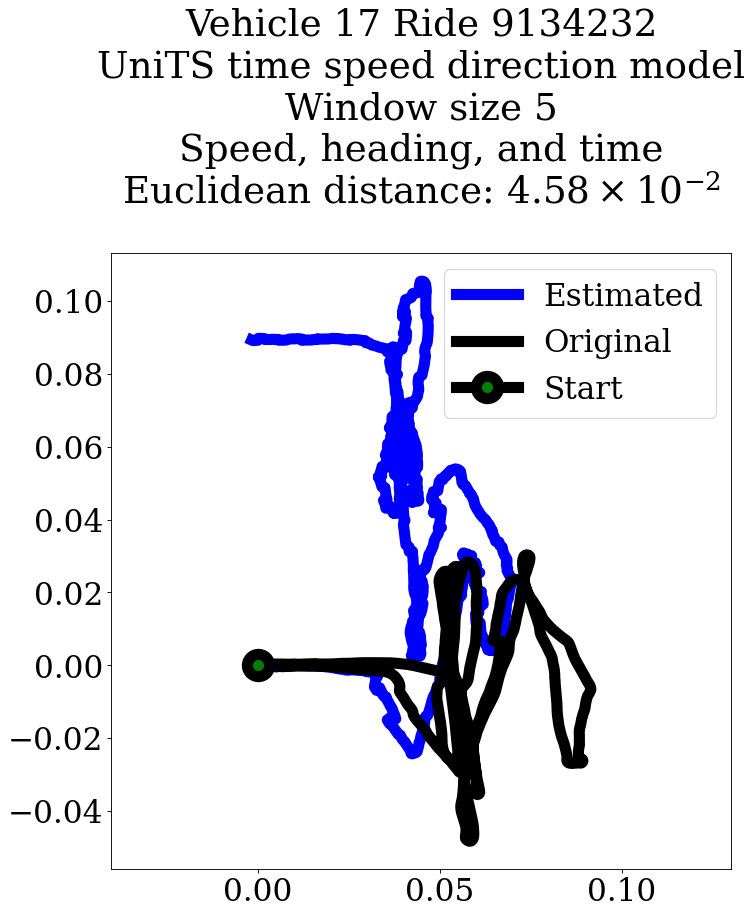 Vehicle 17 Ride 9134232
UniTS time speed direction model
Window size 5
Speed, heading, and time
Euclidean distance: 4.58 × 10⁻²
Estimated
Original
Start
0.10
0.08
0.06
0.04
0.02
0.00
−0.02
−0.04
0.00 0.05 0.10